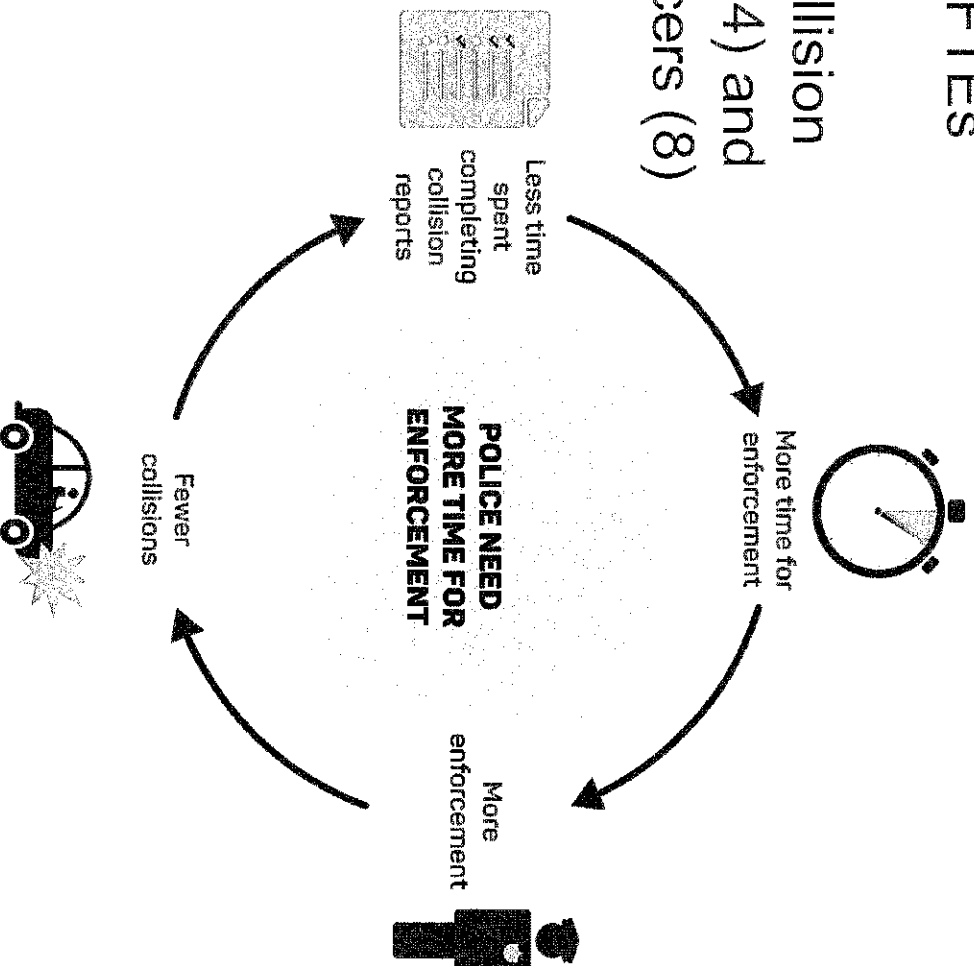 FTES
llision
4) and
cers (8)
More time for
enforcement
Less time
spent
completing
collision
reports
POLICE NEED
MORE TIME FOR
ENFORCEMENT
More
enforcement
Fewer
collisions